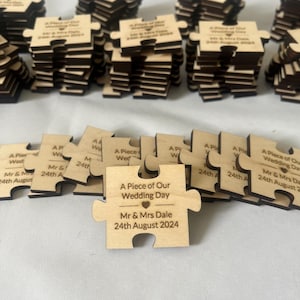 A Piece of Our
Wedding Day
Mr & Mrs Dale
24th August 2024